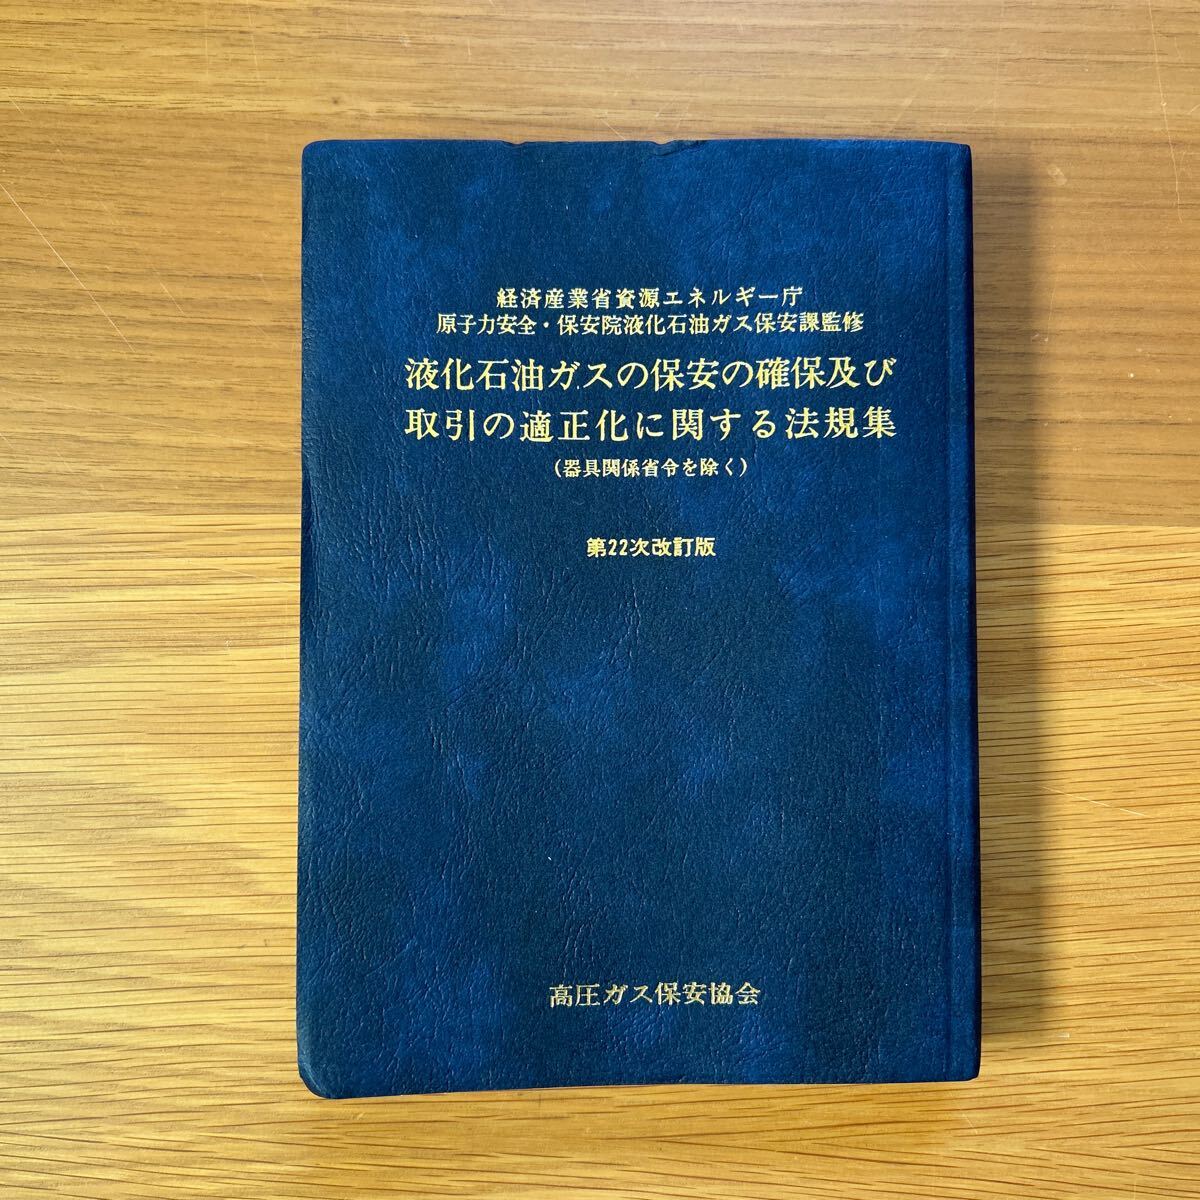 経済産業省資源エネルギー庁
原子力安全・保安院液化石油ガス保安課監修
液化石油ガスの保安の確保及び
取引の適正化に関する法規集
（器具関係省令を除く）
第22次改訂版
高圧ガス保安協会